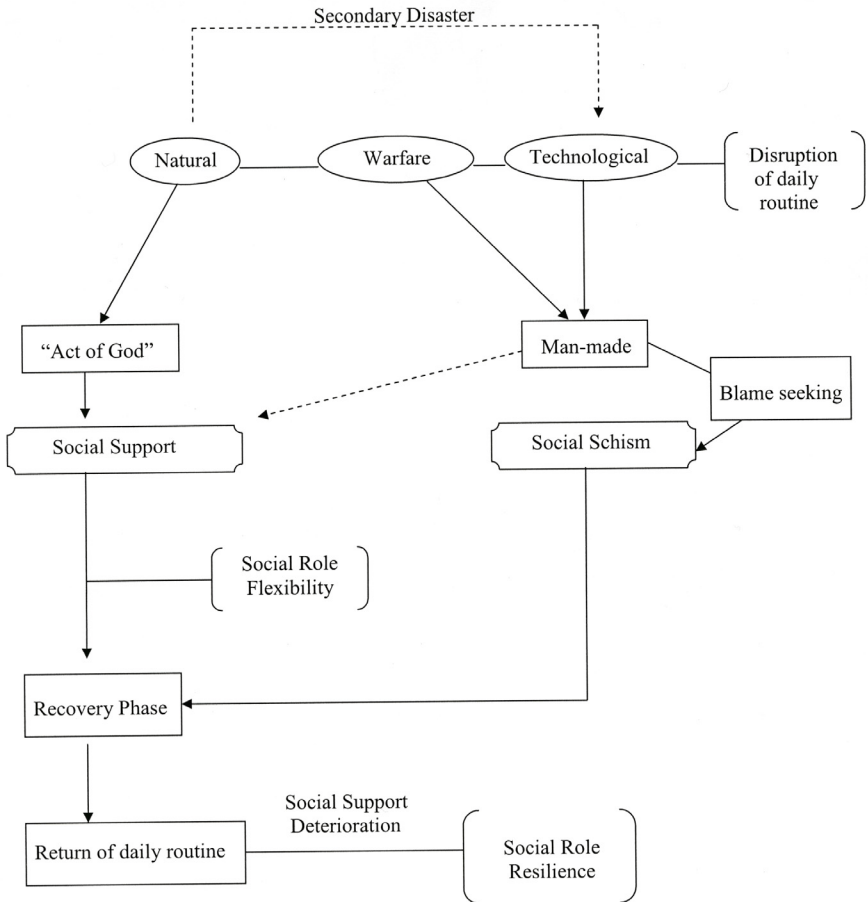 Secondary Disaster
Natural
Warfare
Technological
Disruption
of daily
routine
“Act of God”
Man-made
Blame seeking
Social Support
Social Schism
Social Role
Flexibility
Recovery Phase
Social Support
Deterioration
Return of daily routine
Social Role
Resilience